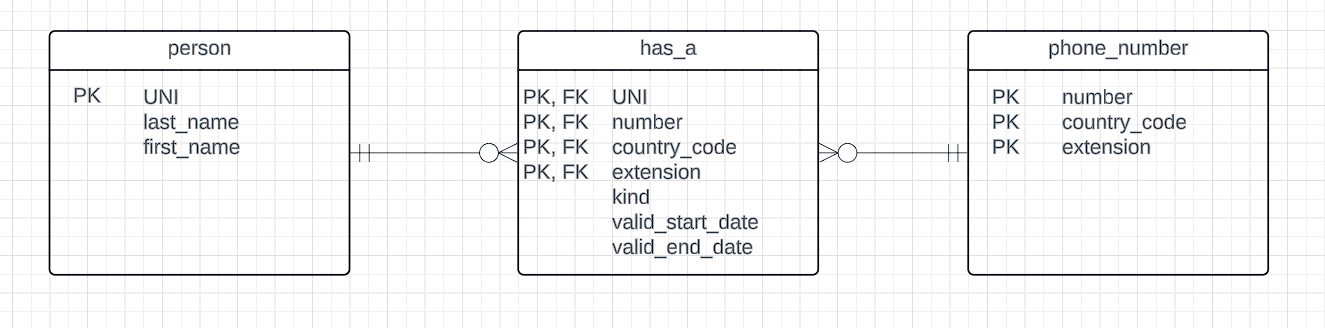 person
PK UNI
last_name
first_name
has_a
PK, FK UNI
PK, FK number
PK, FK country_code
PK, FK extension
kind
valid_start_date
valid_end_date
phone_number
PK number
PK country_code
PK extension